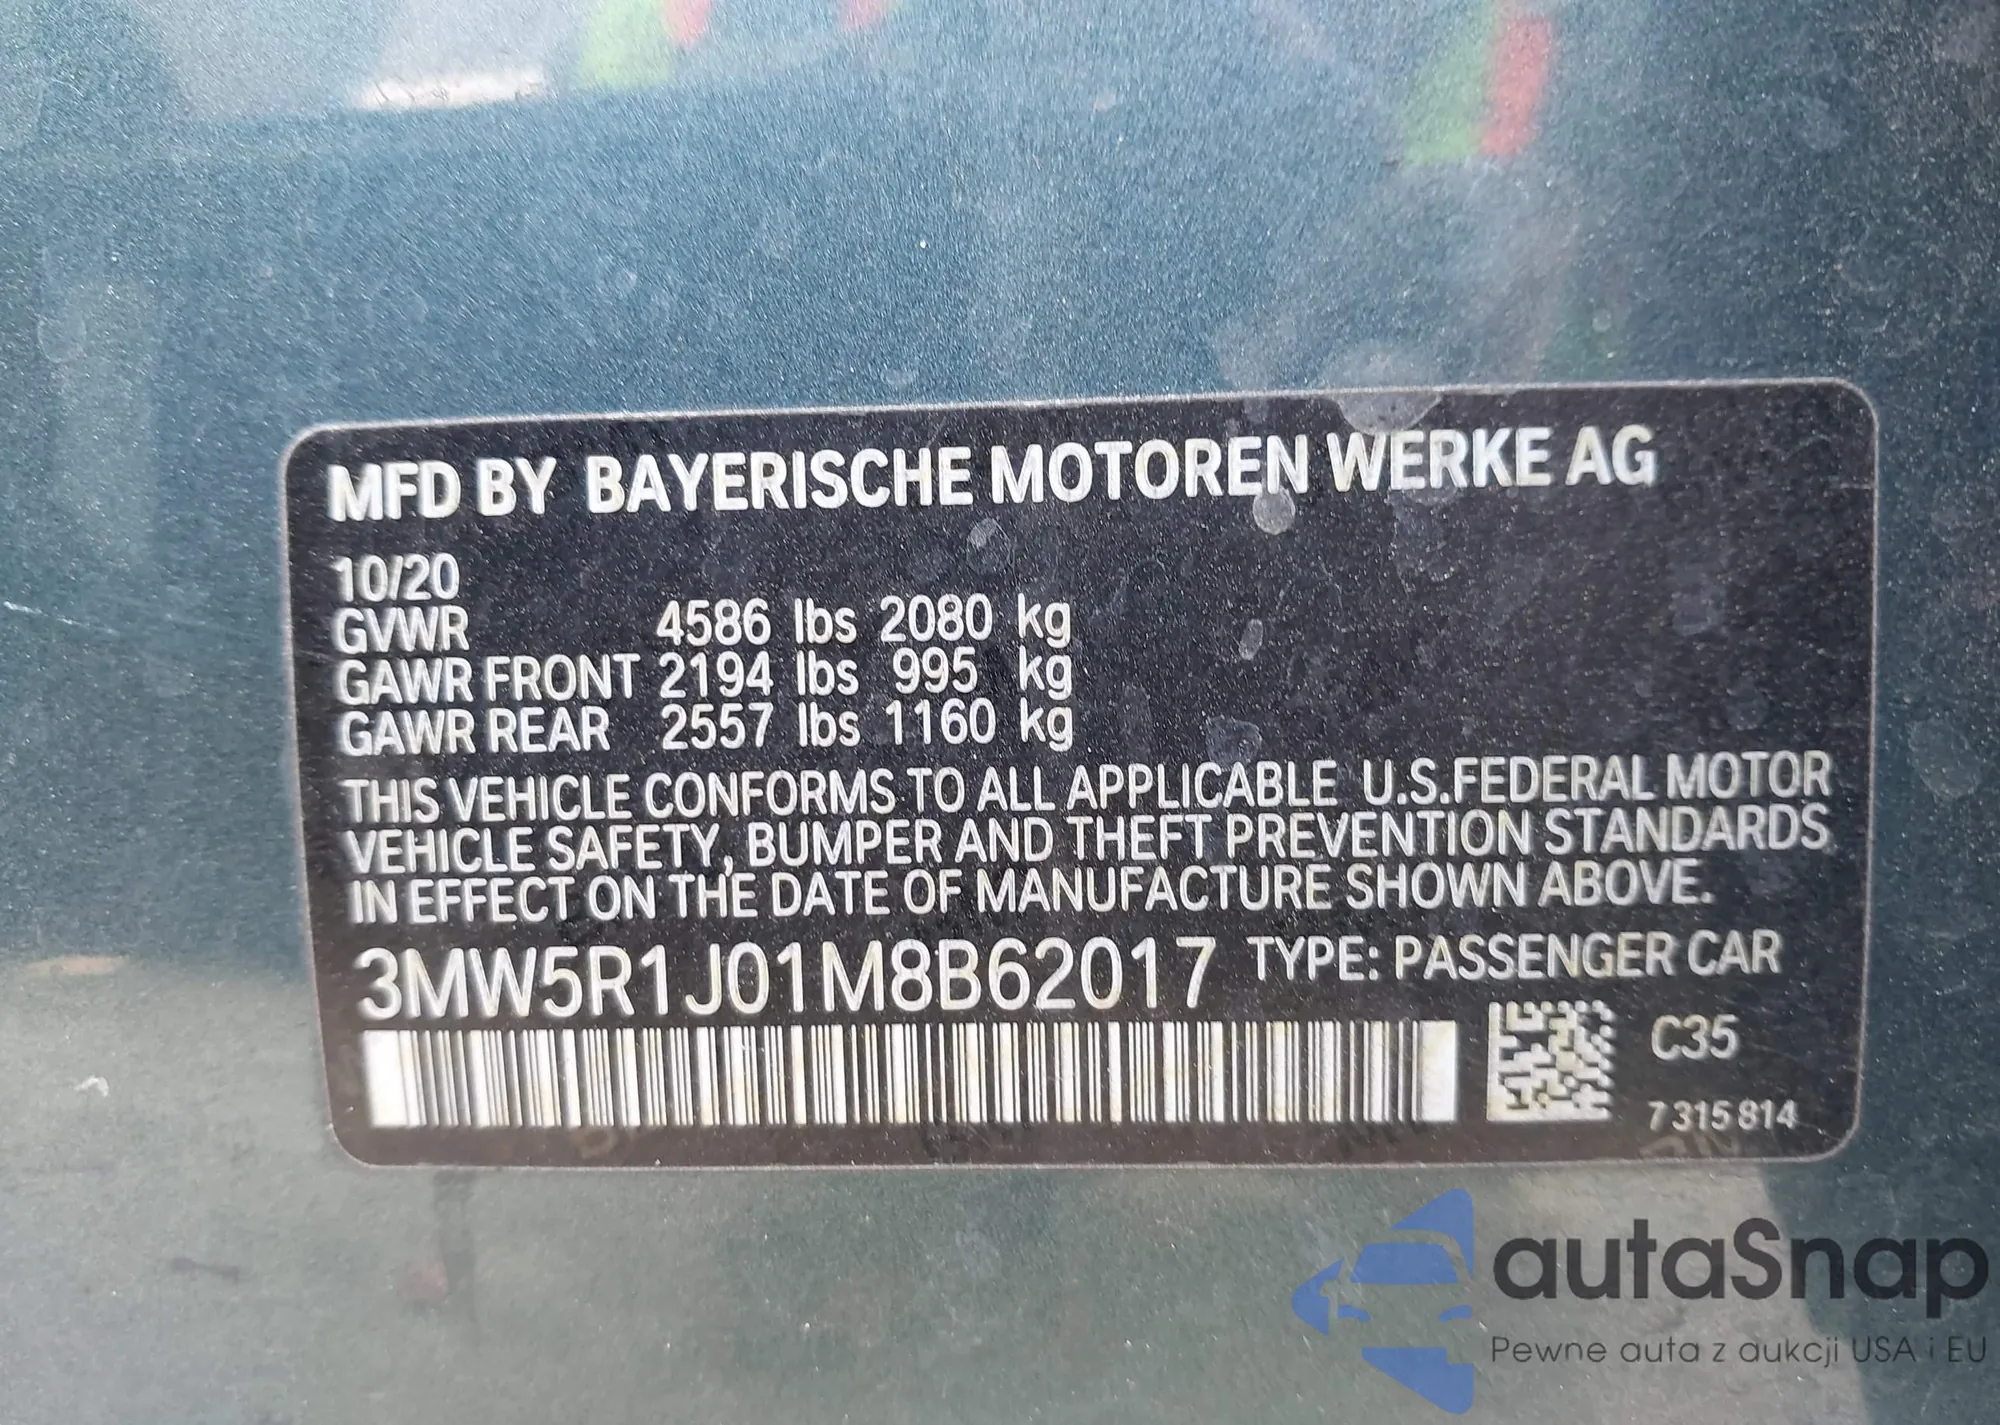 MFD BY BAYERISCHE MOTOREN WERKE AG
10/20
GVWR 4586 lbs 2080 kg
GAWR FRONT 2194 lbs 995 kg
GAWR REAR 2557 lbs 1160 kg
THIS VEHICLE CONFORMS TO ALL APPLICABLE U.S.FEDERAL MOTOR
VEHICLE SAFETY, BUMPER AND THEFT PREVENTION STANDARDS
IN EFFECT ON THE DATE OF MANUFACTURE SHOWN ABOVE.
3MW5R1J01M8B62017 TYPE: PASSENGER CAR
C35
7 315 814
autaSnap
Pewne auta z aukcji USA i EU